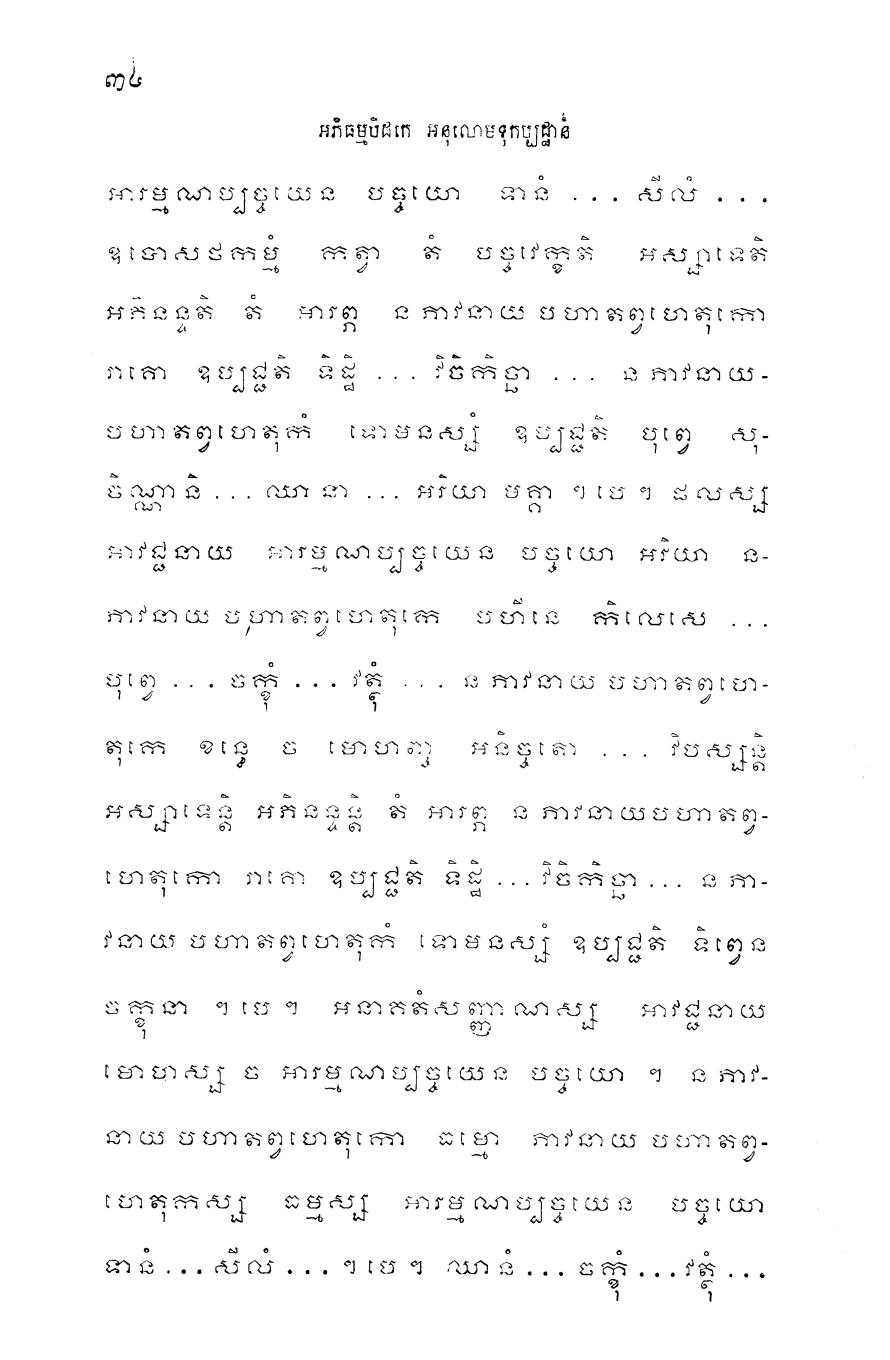 ៣៤
អភិធម្មបិដកេ អនុលោមទុកប្បដ្ឋានំ
អារម្មណប្បច្ចយេន បច្ចយោ ទានំ ... សីលំ ...
ឧបោសថកម្មំ កត្វា តំ បច្ចវេក្ខតិ អស្សាទេតិ
អភិនន្ទតិ តំ អារព្ភ ន ភាវនាយ បហាតព្វហេតុកោ
រាគោ ឧប្បជ្ជតិ ទិដ្ឋិ ... វិចិកិច្ឆា ... ន ភាវនាយ-
បហាតព្វហេតុកំ ទោមនស្សំ ឧប្បជ្ជតិ បុព្វេ សុ-
ចិណ្ណានិ ... ឈានា ... អរិយា មគ្គា ។ បេ ។ ផលស្ស
អាវជ្ជនាយ អារម្មណប្បច្ចយេន បច្ចយោ អរិយា ន-
ភាវនាយ បហាតព្វហេតុកេ បហីនេ កិលេសេ ...
បុព្វេ ... ចក្ខុំ ... វត្ថុំ ... ន ភាវនាយ បហាតព្វហេ-
តុកេ ខន្ធេ ច មោហញ្ច អនិច្ចតោ ... វិបស្សន្តិ
អស្សាទេន្តិ អភិនន្ទន្តិ តំ អារព្ភ ន ភាវនាយបហាតព្វ-
ហេតុកោ រាគោ ឧប្បជ្ជតិ ទិដ្ឋិ ... វិចិកិច្ឆា ... ន ភា-
វនាយ បហាតព្វហេតុកំ ទោមនស្សំ ឧប្បជ្ជតិ ទិព្វេន
ចក្ខុនា ។ បេ ។ អនាគតំសញ្ញាណស្ស អាវជ្ជនាយ
មោហស្ស ច អារម្មណប្បច្ចយេន បច្ចយោ ។ ន ភាវ-
នាយ បហាតព្វហេតុកោ ធម្មោ ភាវនាយ បហាតព្វ-
ហេតុកស្ស ធម្មស្ស អារម្មណប្បច្ចយេន បច្ចយោ
ទានំ ... សីលំ ... ។ បេ ។ ឈានំ ... ចក្ខុំ ... វត្ថុំ ...